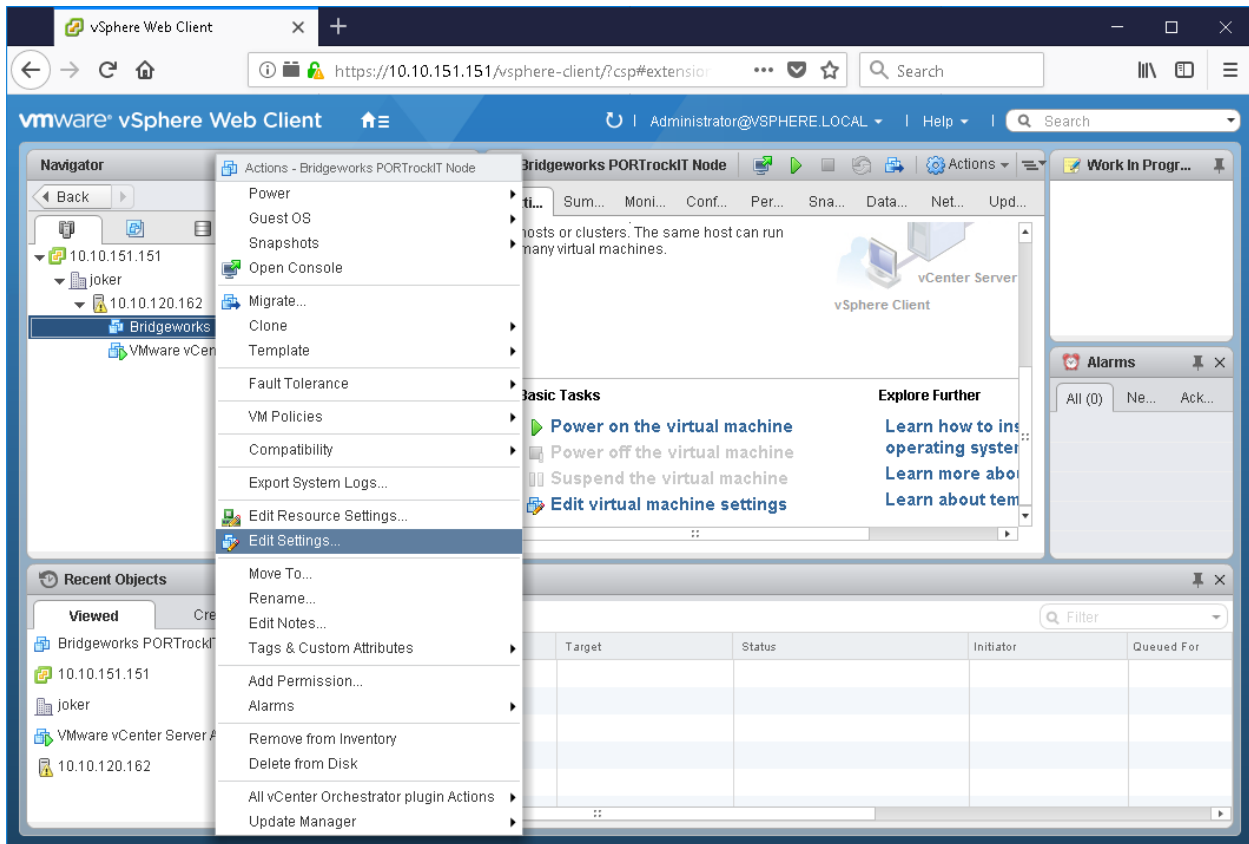 vSphere Web Client
https://10.10.151.151/vsphere-client/?csp#extension
Search
vmware® vSphere Web Client
Administrator@VSPHERE.LOCAL
Help
Search
Navigator
Back
10.10.151.151
joker
10.10.120.162
Bridgeworks
VMware vCen
Actions - Bridgeworks PORTrockIT Node
Power
Guest OS
Snapshots
Open Console
Migrate...
Clone
Template
Fault Tolerance
VM Policies
Compatibility
Export System Logs...
Edit Resource Settings...
Edit Settings...
Move To...
Rename...
Edit Notes...
Tags & Custom Attributes
Add Permission...
Alarms
Remove from Inventory
Delete from Disk
All vCenter Orchestrator plugin Actions
Update Manager
Bridgeworks PORTrockIT Node
Actions
Sum... Moni... Conf... Per... Sna... Data... Net... Upd...
hosts or clusters. The same host can run
many virtual machines.
vCenter Server
vSphere Client
Basic Tasks
Power on the virtual machine
Power off the virtual machine
Suspend the virtual machine
Edit virtual machine settings
Explore Further
Learn how to ins
operating system
Learn more abou
Learn about tem
Work In Progr...
Alarms
All (0) Ne... Ack...
Recent Objects
Viewed Cre
Bridgeworks PORTrockI
10.10.151.151
joker
VMware vCenter Server A
10.10.120.162
Filter
Target Status Initiator Queued For